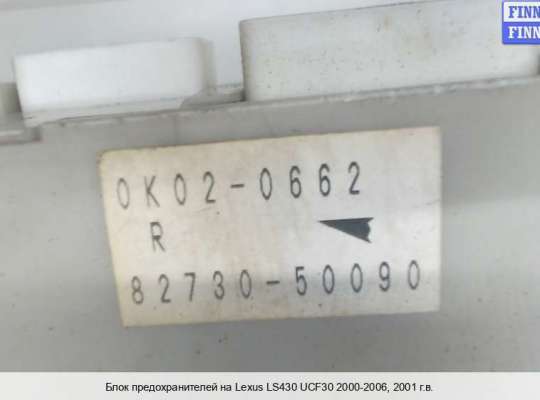 FINN
FINN
0K02-0662
R
82730-50090
Блок предохранителей на Lexus LS430 UCF30 2000-2006, 2001 г.в.